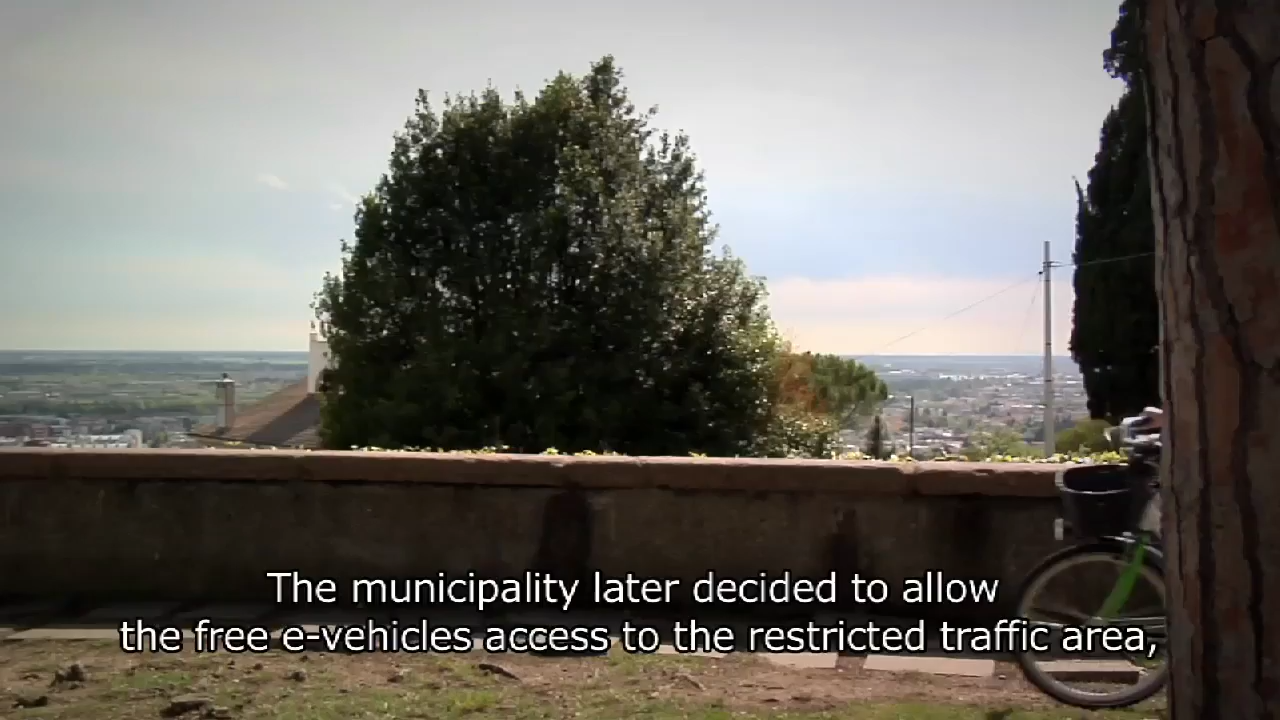 The municipality later decided to allow
the free e-vehicles access to the restricted traffic area,